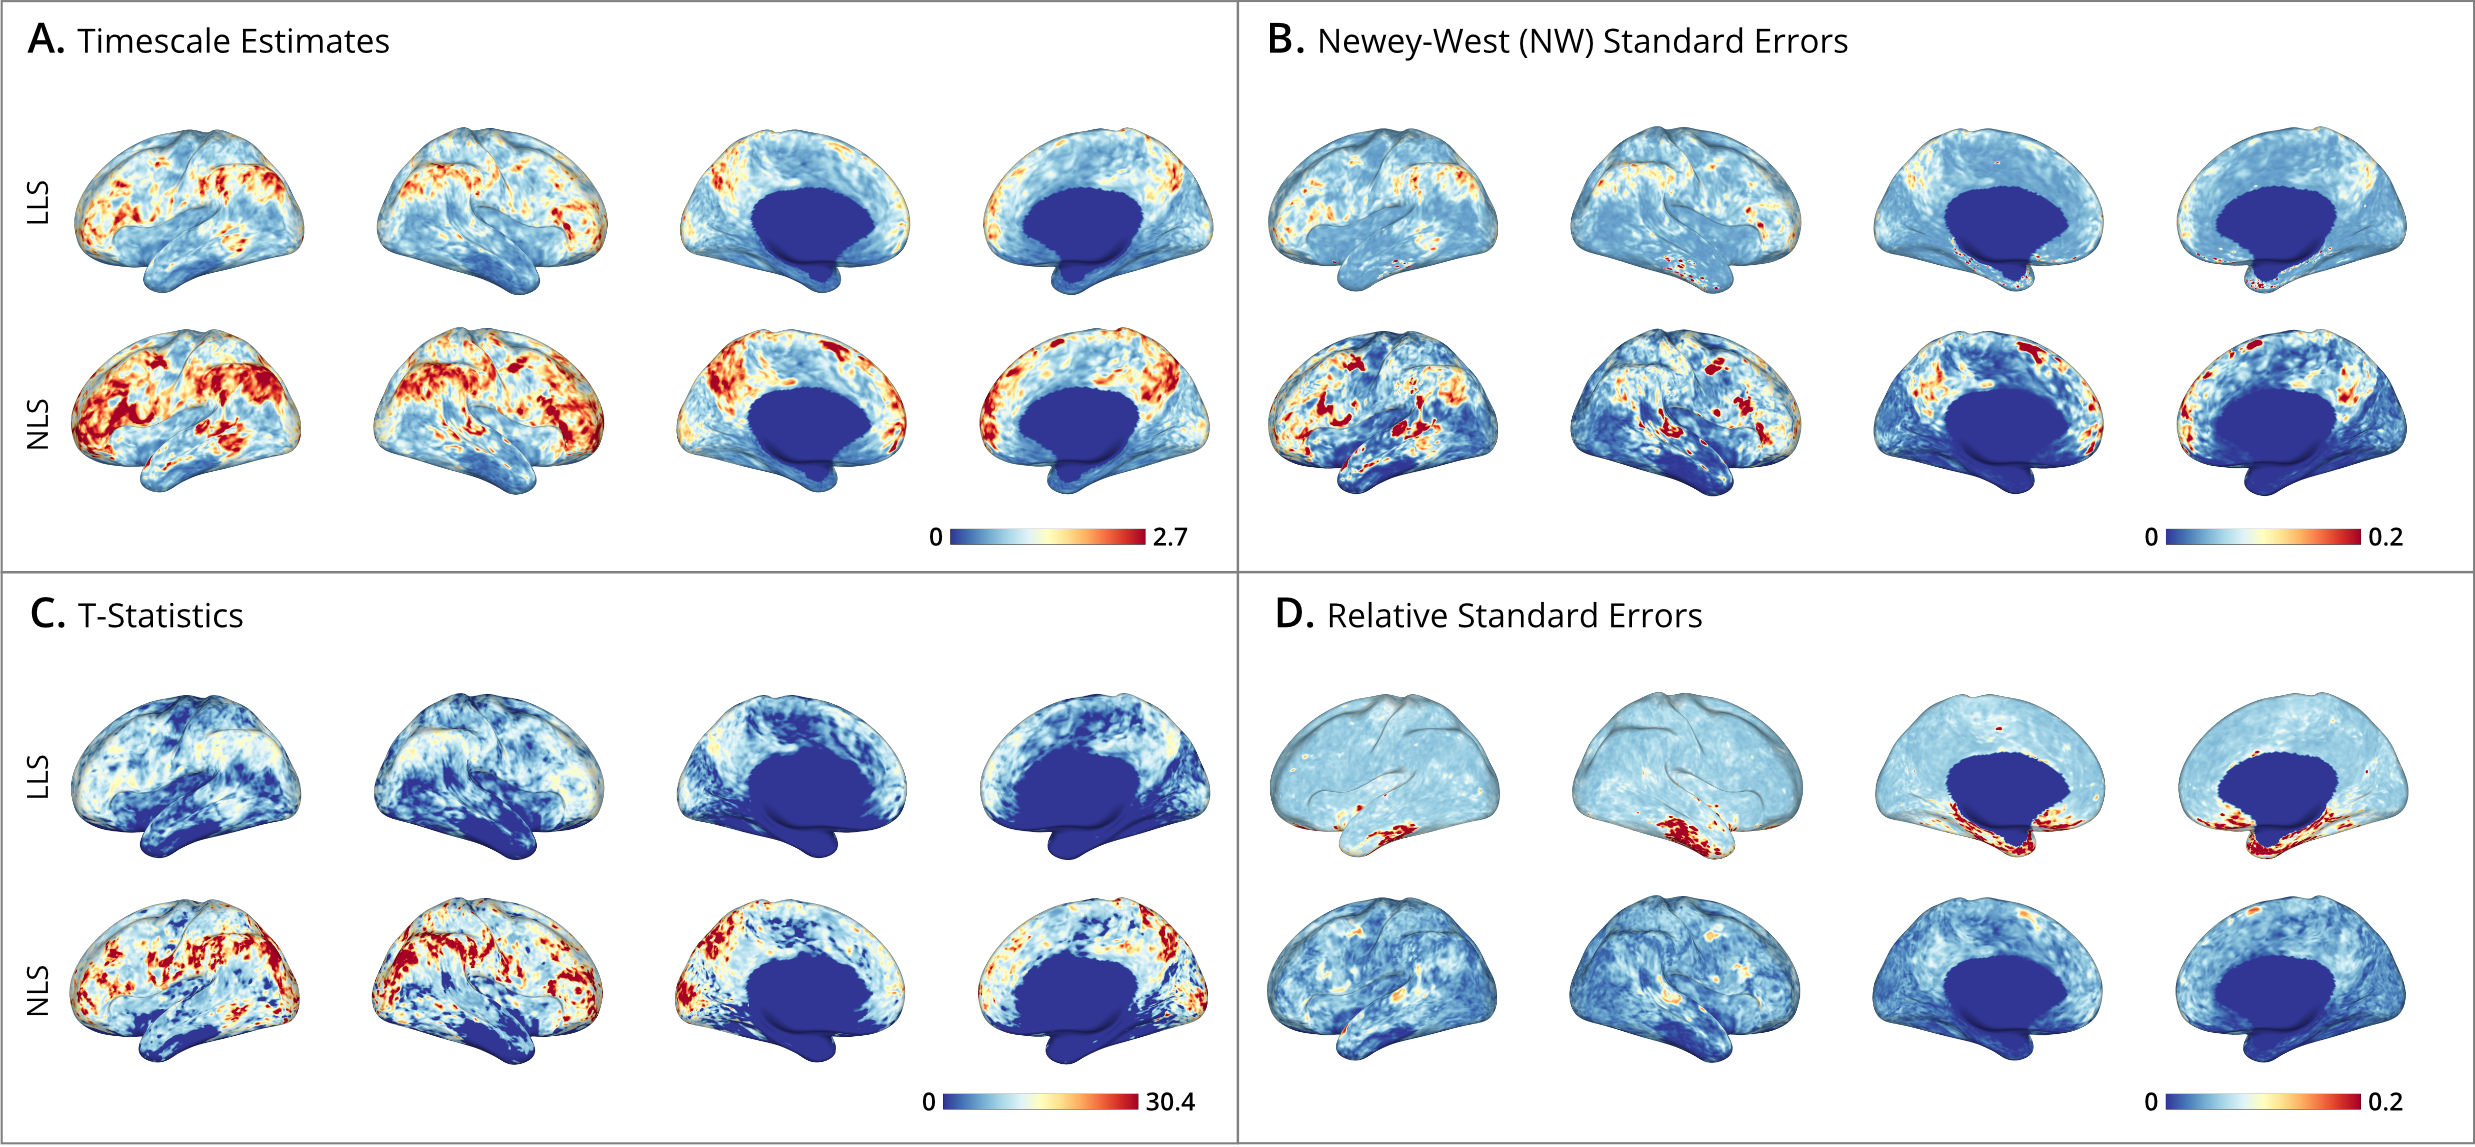 A. Timescale Estimates
LLS
NLS
0 2.7
B. Newey-West (NW) Standard Errors
0 0.2
C. T-Statistics
LLS
NLS
0 30.4
D. Relative Standard Errors
0 0.2